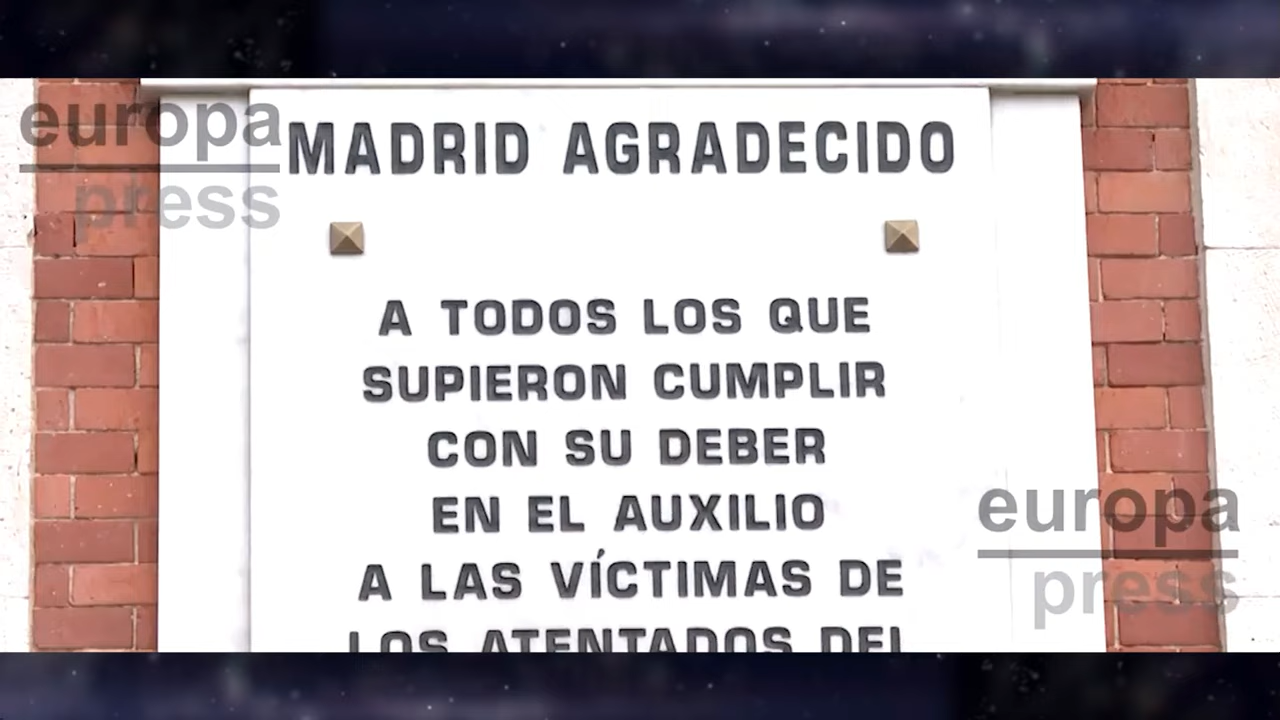 europa
press
MADRID AGRADECIDO
A TODOS LOS QUE
SUPIERON CUMPLIR
CON SU DEBER
EN EL AUXILIO
A LAS VÍCTIMAS DE
LOS ATENTADOS DEL
europa
press